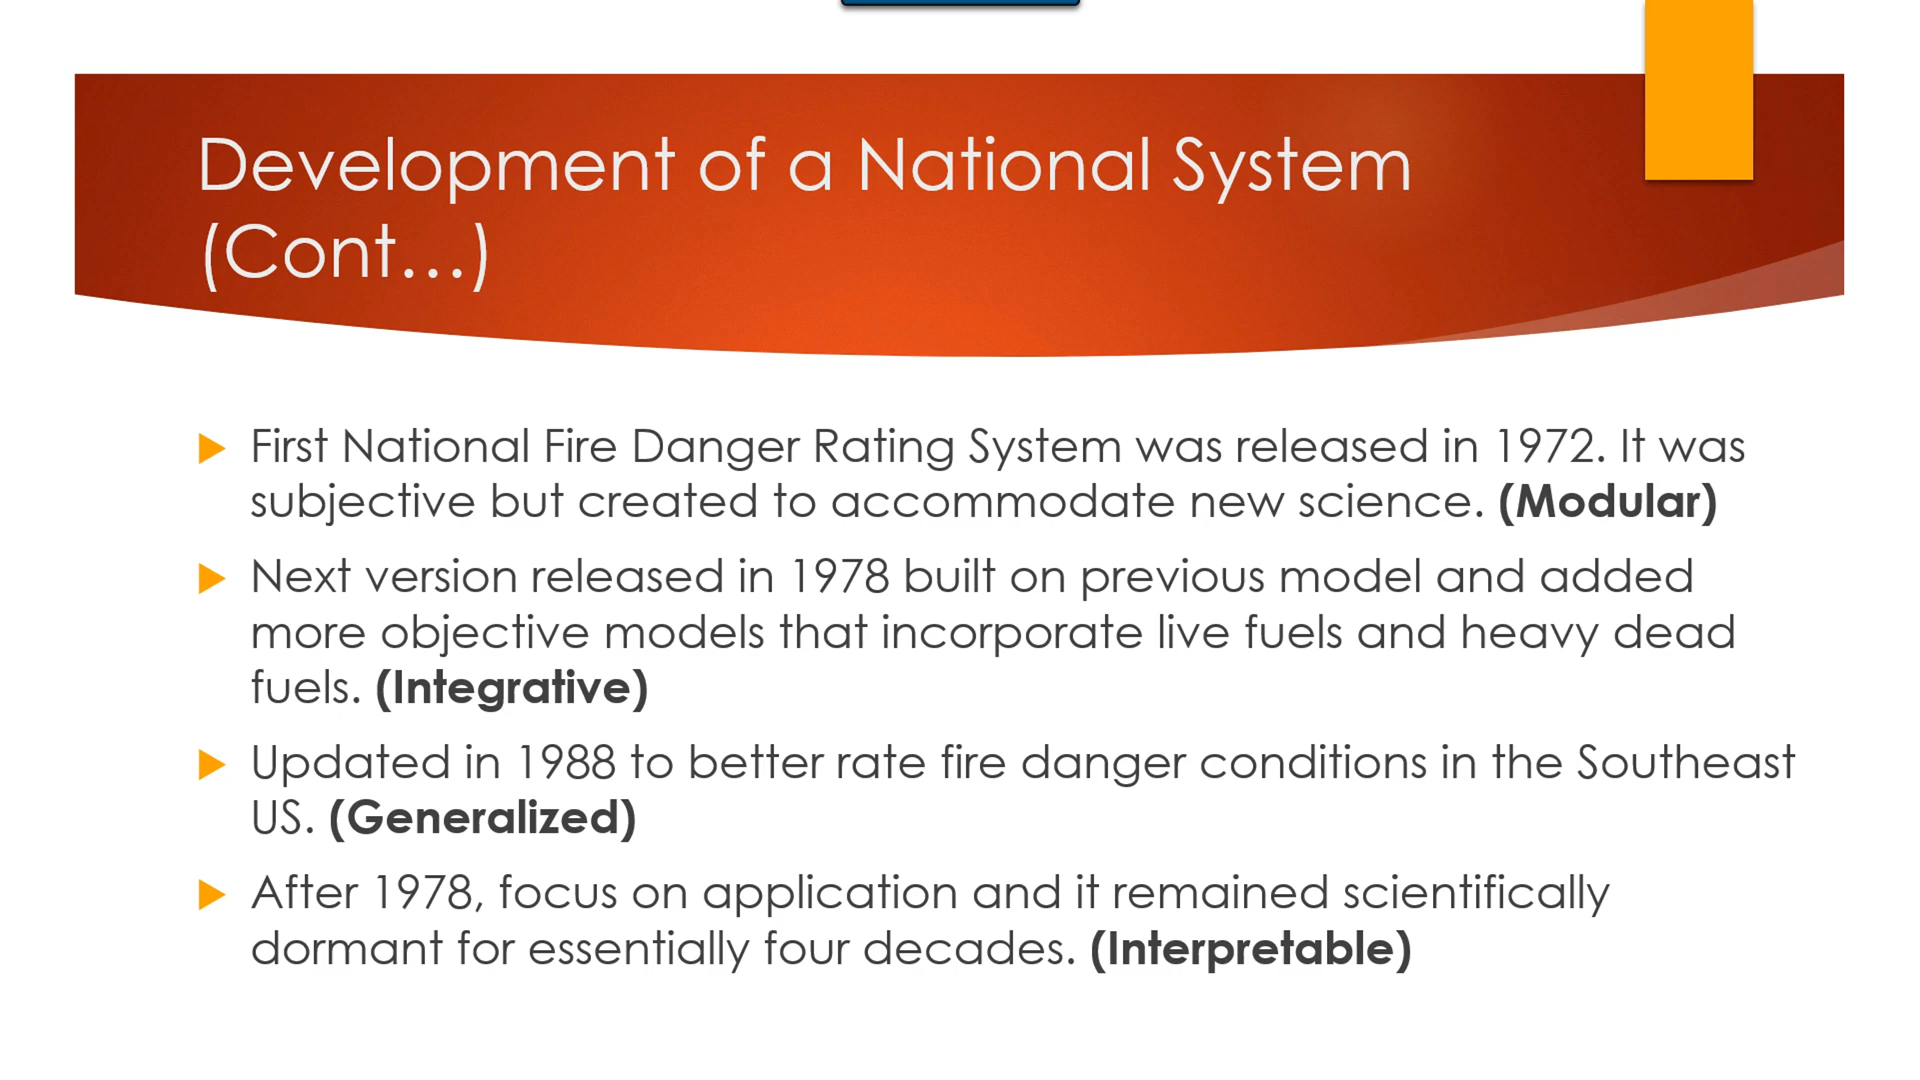 Development of a National System
(Cont...)
First National Fire Danger Rating System was released in 1972. It was
subjective but created to accommodate new science. (Modular)
Next version released in 1978 built on previous model and added
more objective models that incorporate live fuels and heavy dead
fuels. (Integrative)
Updated in 1988 to better rate fire danger conditions in the Southeast
US. (Generalized)
After 1978, focus on application and it remained scientifically
dormant for essentially four decades. (Interpretable)